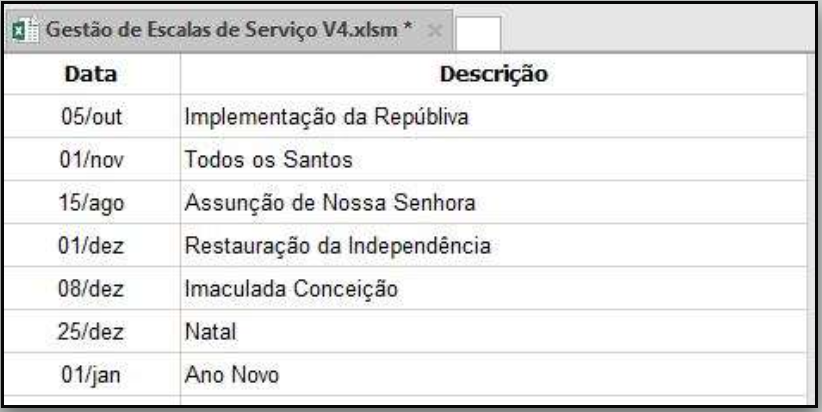 Gestão de Escalas de Serviço V4.xlsm *
Data Descrição
05/out Implementação da Repúbliva
01/nov Todos os Santos
15/ago Assunção de Nossa Senhora
01/dez Restauração da Independência
08/dez Imaculada Conceição
25/dez Natal
01/jan Ano Novo